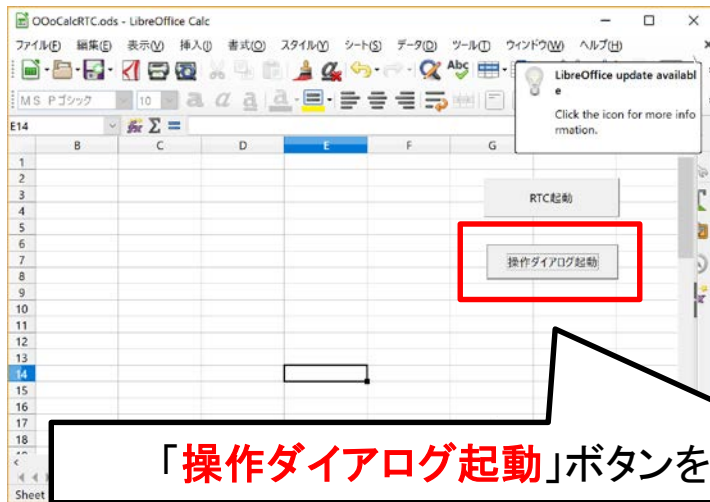 OOoCalcRTC.ods - LibreOffice Calc
ファイル(F) 編集(E) 表示(V) 挿入(I) 書式(O) スタイル(Y) シート(S) データ(D) ツール(T) ウィンドウ(W) ヘルプ(H)
LibreOffice update availabl
e
Click the icon for more info
rmation.
ＭＳ Ｐゴシック 10
E14
B C D E F G
1
2
3
4
5
6
7
8
9
10
11
12
13
14
15
16
17
18
RTC起動
操作ダイアログ起動
「操作ダイアログ起動」ボタンを
Sheet